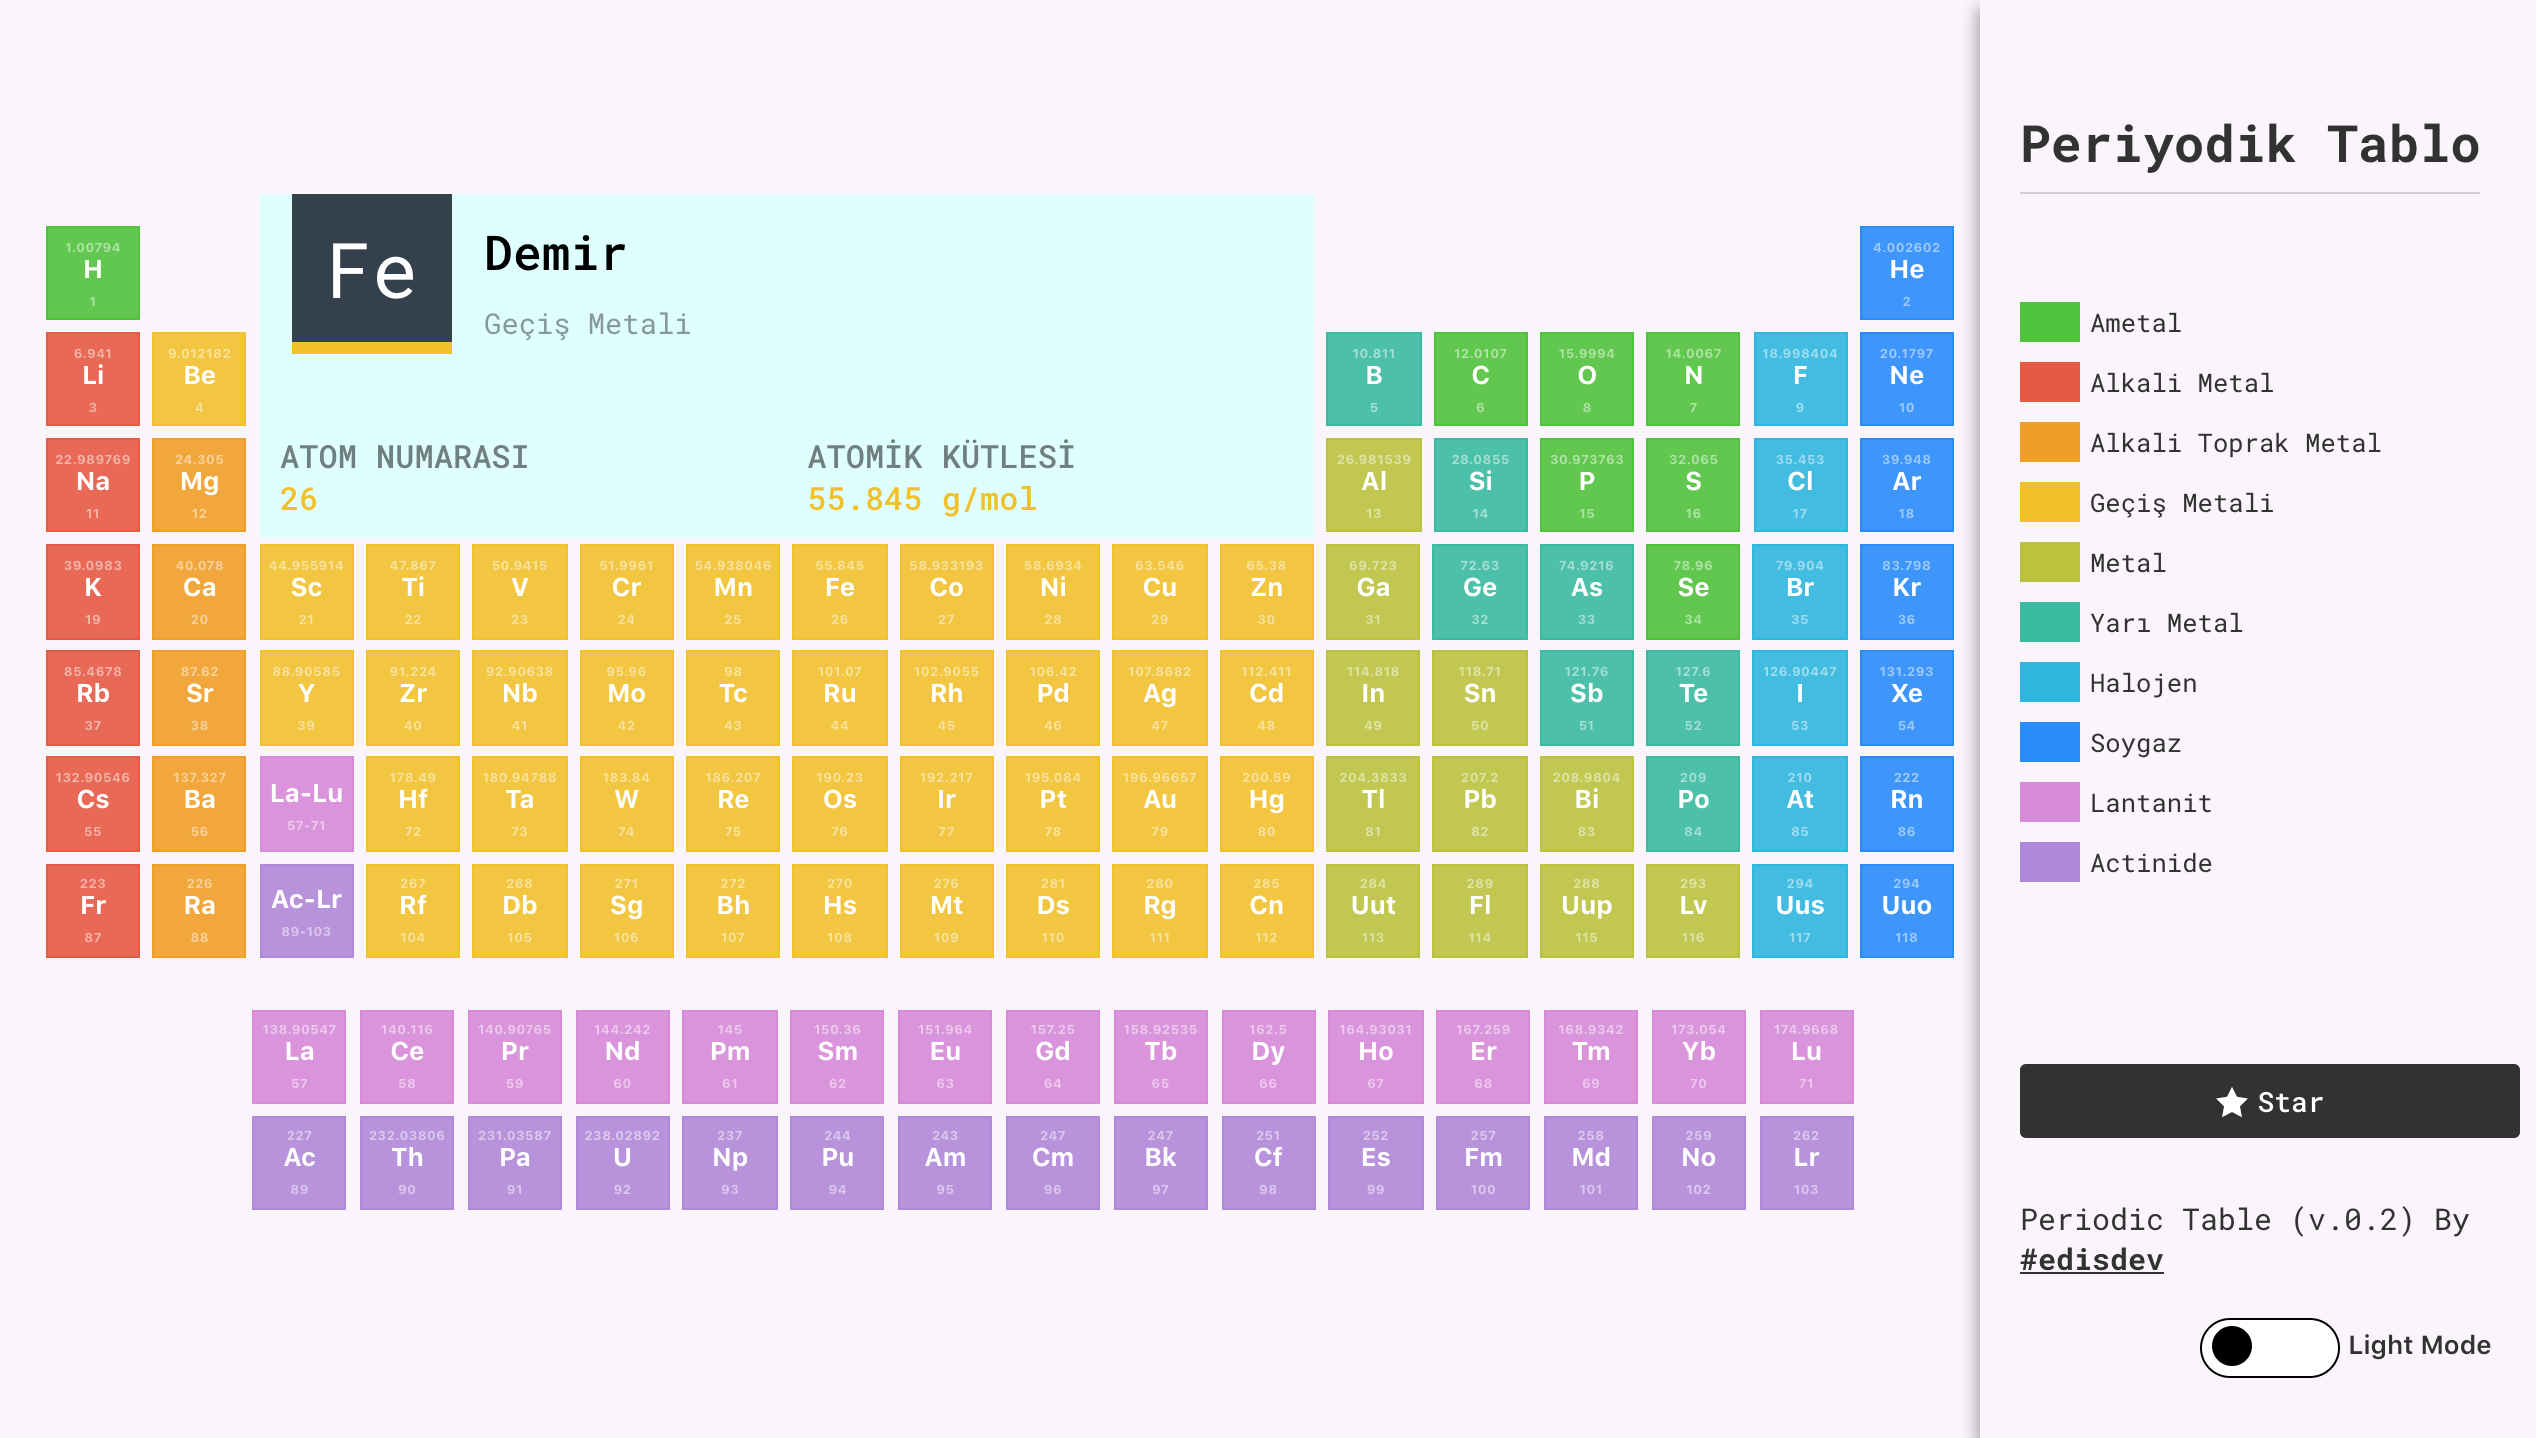 Periyodik Tablo
Fe
Demir
Geçiş Metali
ATOM NUMARASI
26
ATOMİK KÜTLESİ
55.845 g/mol
1.00794
H
1
4.002602
He
2
6.941
Li
3
9.012182
Be
4
10.811
B
5
12.0107
C
6
15.9994
O
8
14.0067
N
7
18.998404
F
9
20.1797
Ne
10
22.989769
Na
11
24.305
Mg
12
26.981539
Al
13
28.0855
Si
14
30.973763
P
15
32.065
S
16
35.453
Cl
17
39.948
Ar
18
39.0983
K
19
40.078
Ca
20
44.955914
Sc
21
47.867
Ti
22
50.9415
V
23
51.9961
Cr
24
54.938046
Mn
25
55.845
Fe
26
58.933193
Co
27
58.6934
Ni
28
63.546
Cu
29
65.38
Zn
30
69.723
Ga
31
72.63
Ge
32
74.9216
As
33
78.96
Se
34
79.904
Br
35
83.798
Kr
36
85.4678
Rb
37
87.62
Sr
38
88.90585
Y
39
91.224
Zr
40
92.90638
Nb
41
95.96
Mo
42
98
Tc
43
101.07
Ru
44
102.9055
Rh
45
106.42
Pd
46
107.8682
Ag
47
112.411
Cd
48
114.818
In
49
118.71
Sn
50
121.76
Sb
51
127.6
Te
52
126.90447
I
53
131.293
Xe
54
132.90546
Cs
55
137.327
Ba
56
La-Lu
57-71
178.49
Hf
72
180.94788
Ta
73
183.84
W
74
186.207
Re
75
190.23
Os
76
192.217
Ir
77
195.084
Pt
78
196.96657
Au
79
200.59
Hg
80
204.3833
Tl
81
207.2
Pb
82
208.9804
Bi
83
209
Po
84
210
At
85
222
Rn
86
223
Fr
87
226
Ra
88
Ac-Lr
89-103
267
Rf
104
268
Db
105
271
Sg
106
272
Bh
107
270
Hs
108
276
Mt
109
281
Ds
110
280
Rg
111
285
Cn
112
284
Uut
113
289
Fl
114
288
Uup
115
293
Lv
116
294
Uus
117
294
Uuo
118
138.90547
La
57
140.116
Ce
58
140.90765
Pr
59
144.242
Nd
60
145
Pm
61
150.36
Sm
62
151.964
Eu
63
157.25
Gd
64
158.92535
Tb
65
162.5
Dy
66
164.93031
Ho
67
167.259
Er
68
168.9342
Tm
69
173.054
Yb
70
174.9668
Lu
71
227
Ac
89
232.03806
Th
90
231.03587
Pa
91
238.02892
U
92
237
Np
93
244
Pu
94
243
Am
95
247
Cm
96
247
Bk
97
251
Cf
98
252
Es
99
257
Fm
100
258
Md
101
259
No
102
262
Lr
103
Ametal
Alkali Metal
Alkali Toprak Metal
Geçiş Metali
Metal
Yarı Metal
Halojen
Soygaz
Lantanit
Actinide
Star
Periodic Table (v.0.2) By
#edisdev
Light Mode